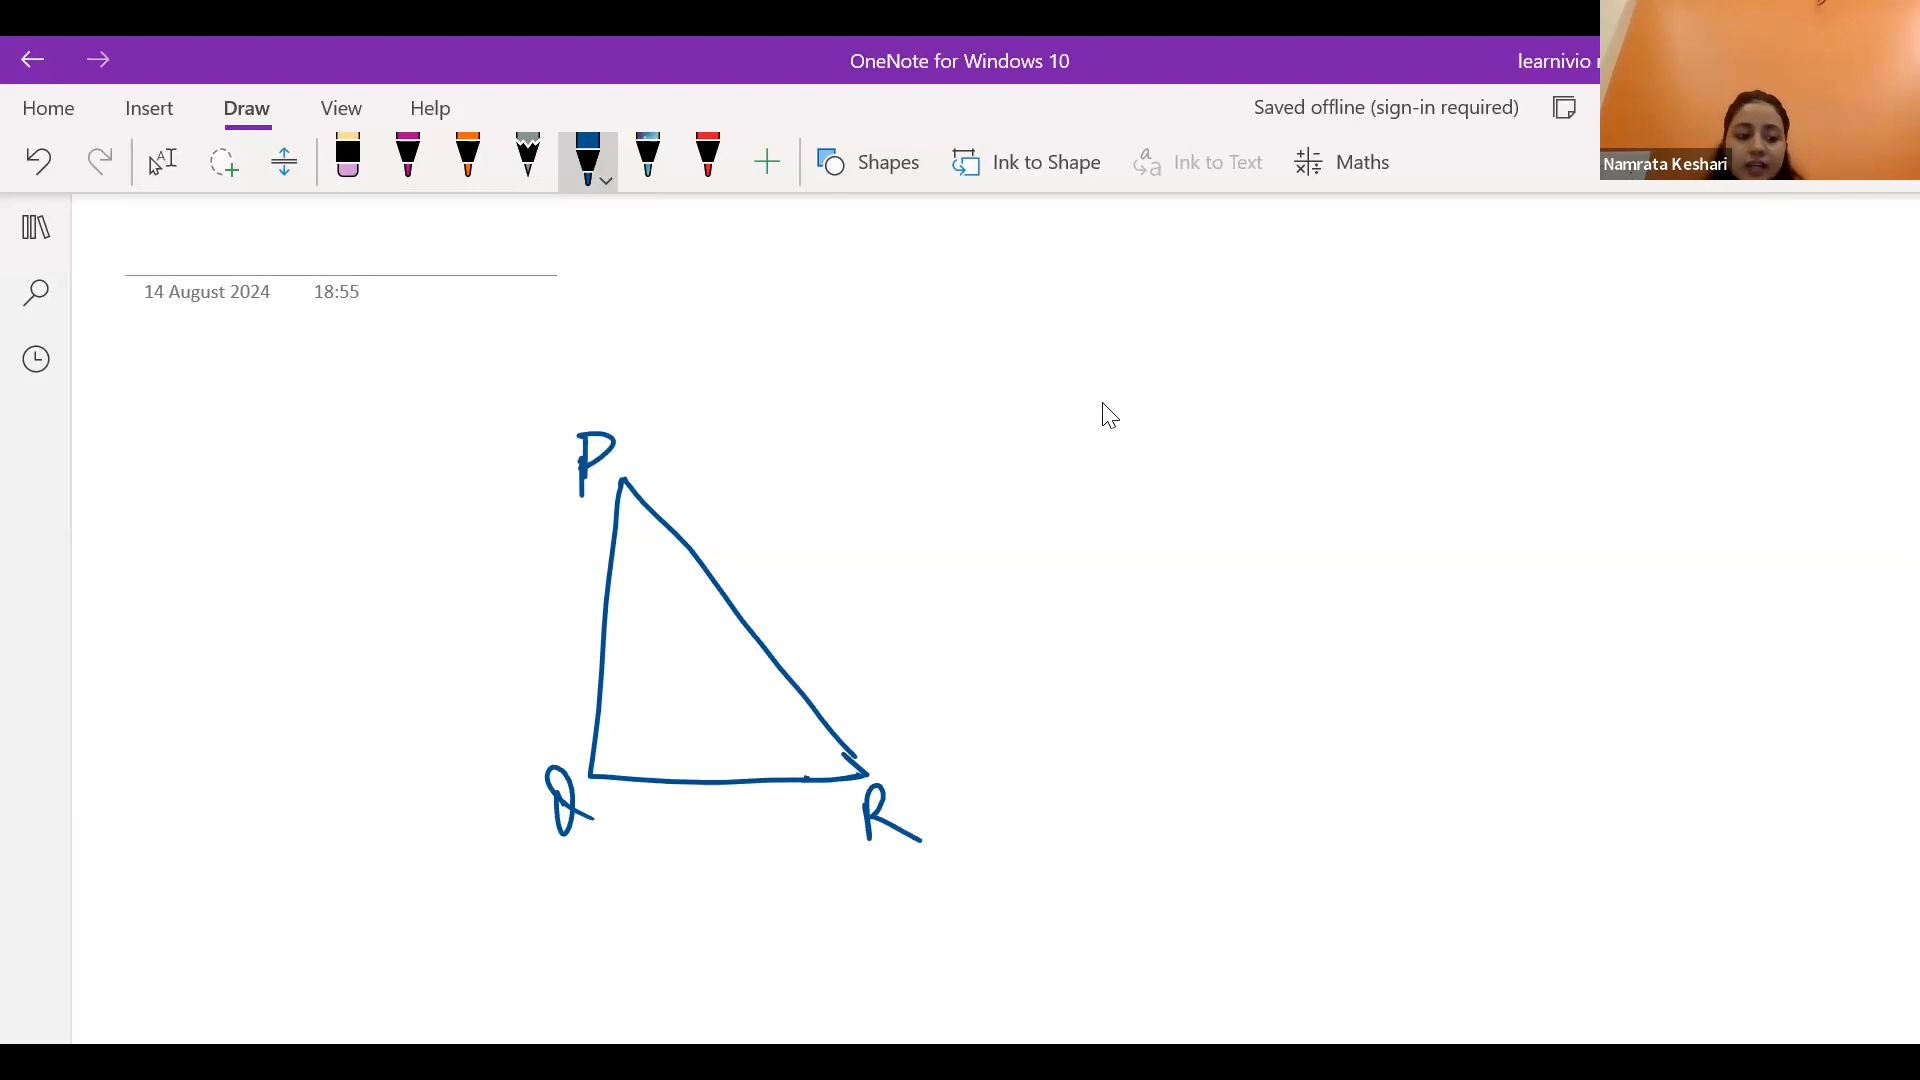 OneNote for Windows 10
learnivio
Home Insert Draw View Help
Saved offline (sign-in required)
Shapes Ink to Shape Ink to Text Maths
Namrata Keshari
14 August 2024 18:55
P
Q
R